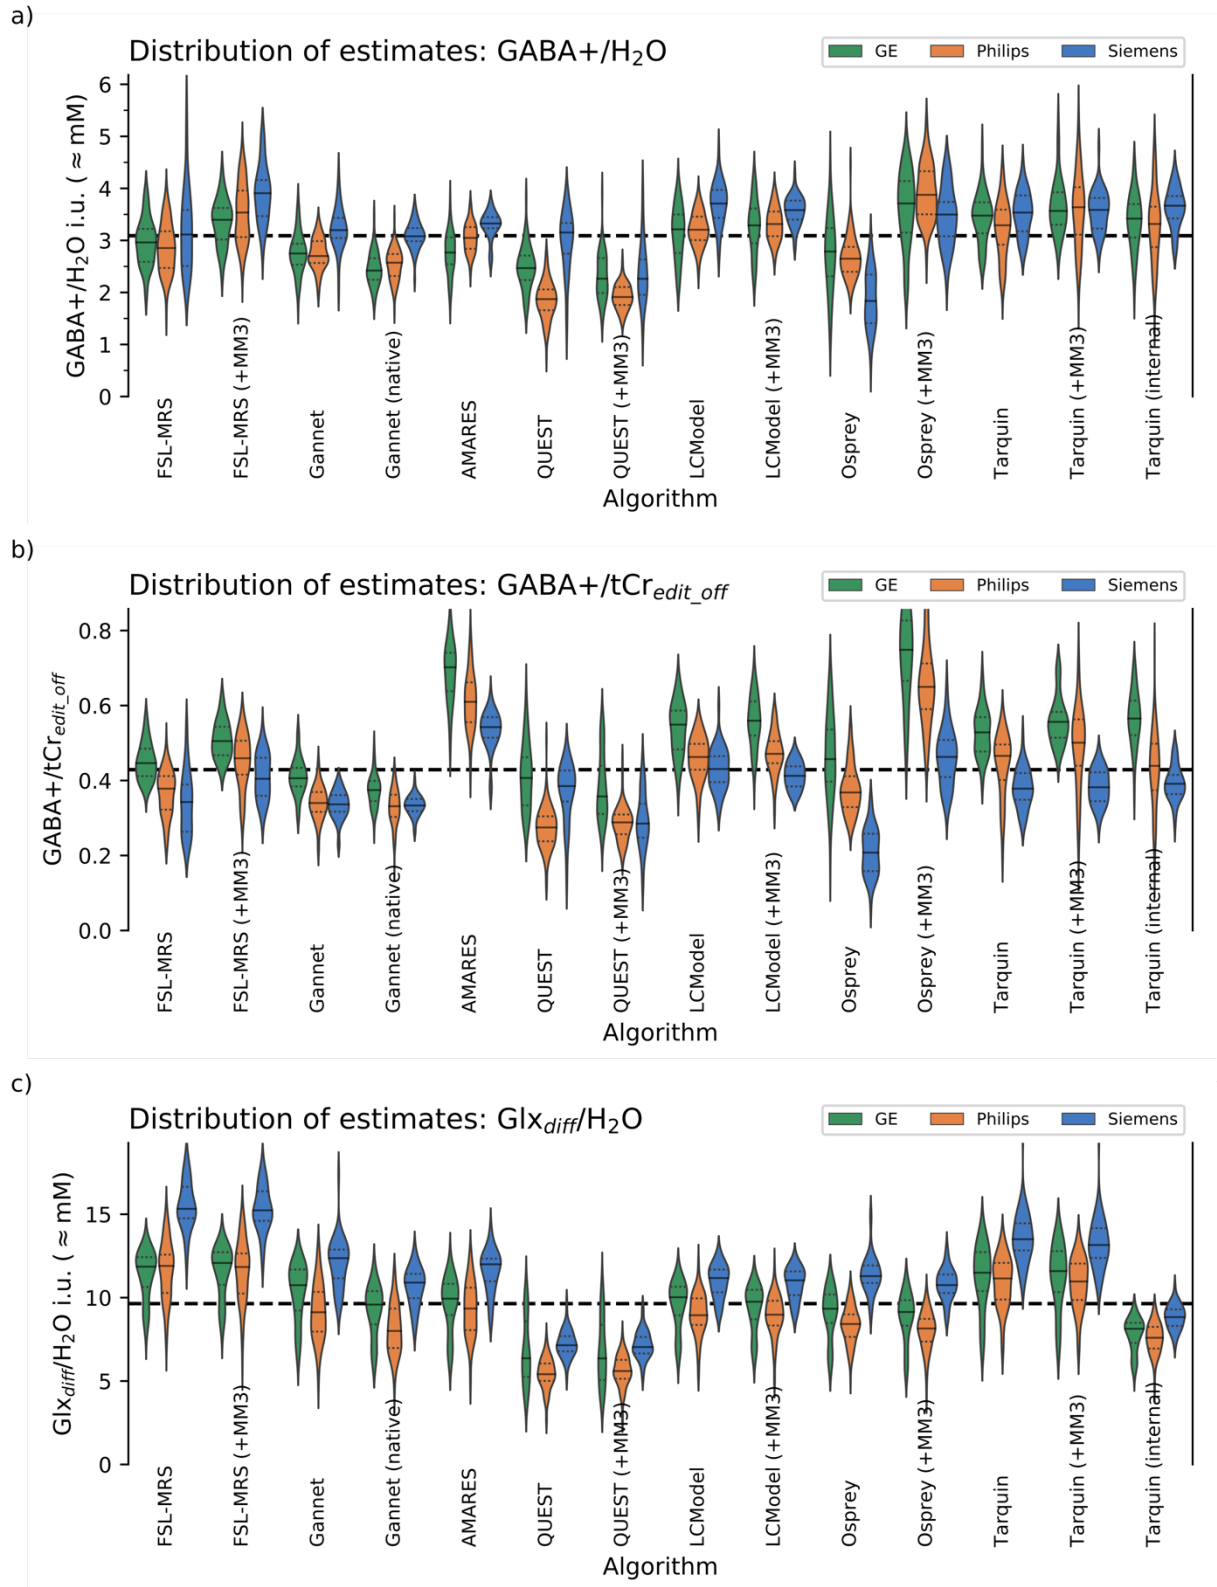 a)
Distribution of estimates: GABA+/H₂O
GE Philips Siemens
GABA+/H₂O i.u. (≈ mM)
6
5
4
3
2
1
0
FSL-MRS
FSL-MRS (+MM3)
Gannet
Gannet (native)
AMARES
QUEST
QUEST (+MM3)
LCModel
LCModel (+MM3)
Osprey
Osprey (+MM3)
Tarquin
Tarquin (+MM3)
Tarquin (internal)
Algorithm
b)
Distribution of estimates: GABA+/tCr_edit_off
GE Philips Siemens
GABA+/tCr_edit_off
0.8
0.6
0.4
0.2
0.0
FSL-MRS
FSL-MRS (+MM3)
Gannet
Gannet (native)
AMARES
QUEST
QUEST (+MM3)
LCModel
LCModel (+MM3)
Osprey
Osprey (+MM3)
Tarquin
Tarquin (+MM3)
Tarquin (internal)
Algorithm
c)
Distribution of estimates: Glx_diff/H₂O
GE Philips Siemens
Glx_diff/H₂O i.u. (≈ mM)
15
10
5
0
FSL-MRS
FSL-MRS (+MM3)
Gannet
Gannet (native)
AMARES
QUEST
QUEST (+MM3)
LCModel
LCModel (+MM3)
Osprey
Osprey (+MM3)
Tarquin
Tarquin (+MM3)
Tarquin (internal)
Algorithm